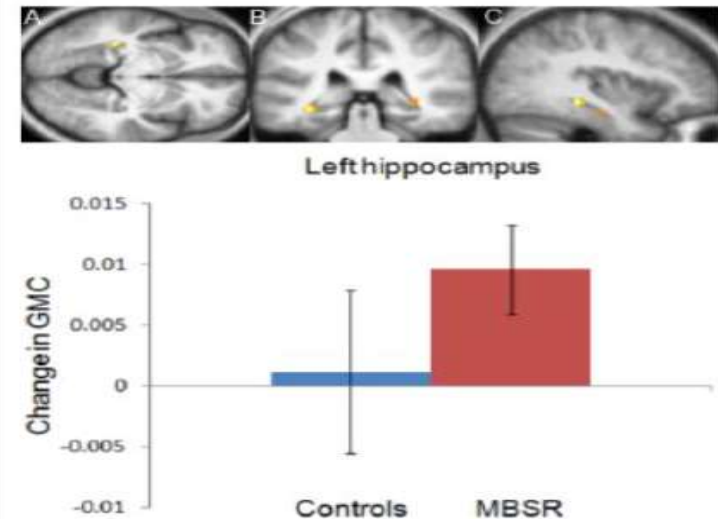 A B C
Left hippocampus
0.015
0.01
0.005
0
-0.005
-0.01
Change in GMC
Controls MBSR